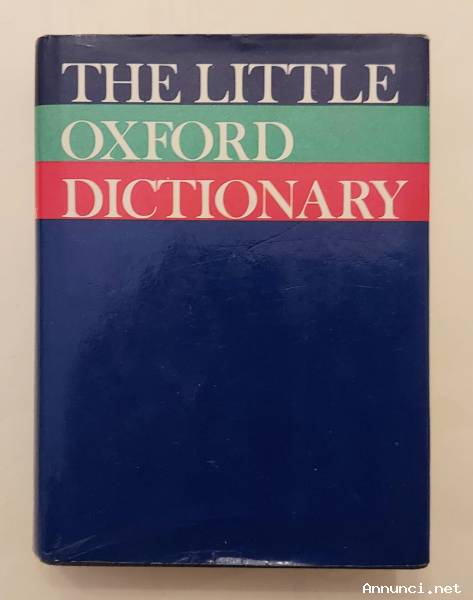 THE LITTLE
OXFORD
DICTIONARY
Annunci.net